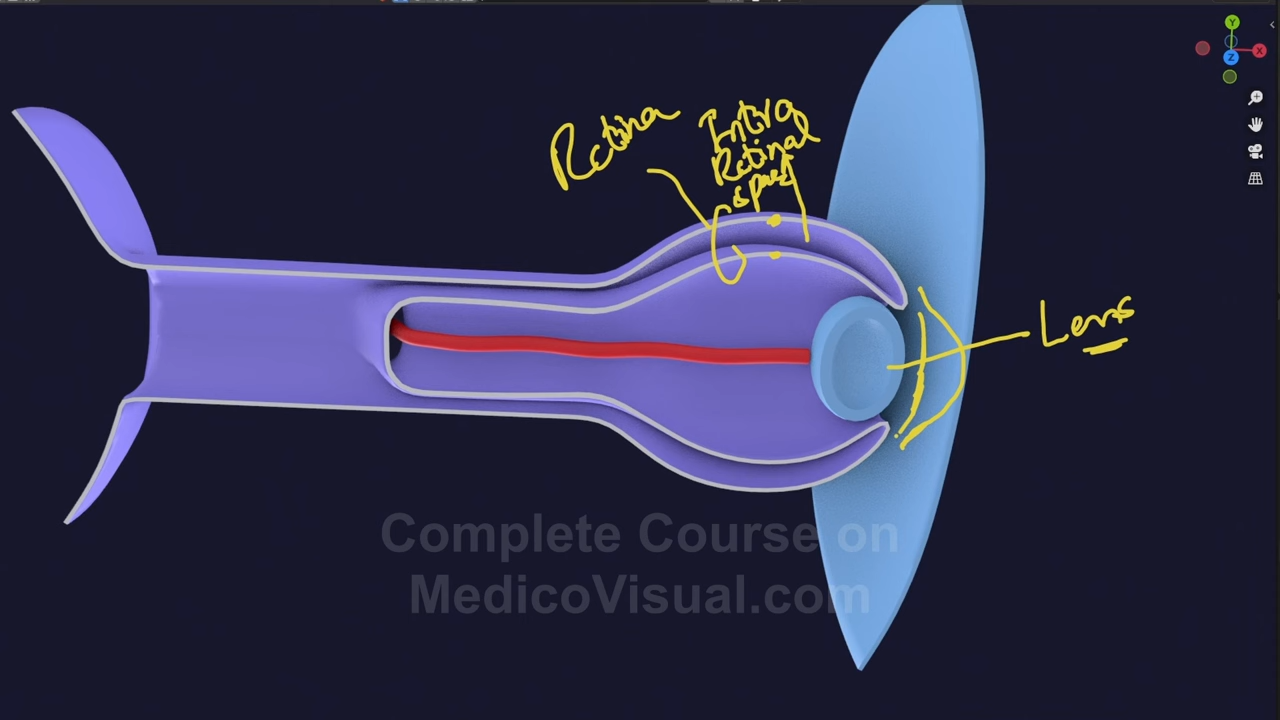 Retina
Intra
Retinal
space
Lens
Complete Course on
MedicoVisual.com
Y
X
Z